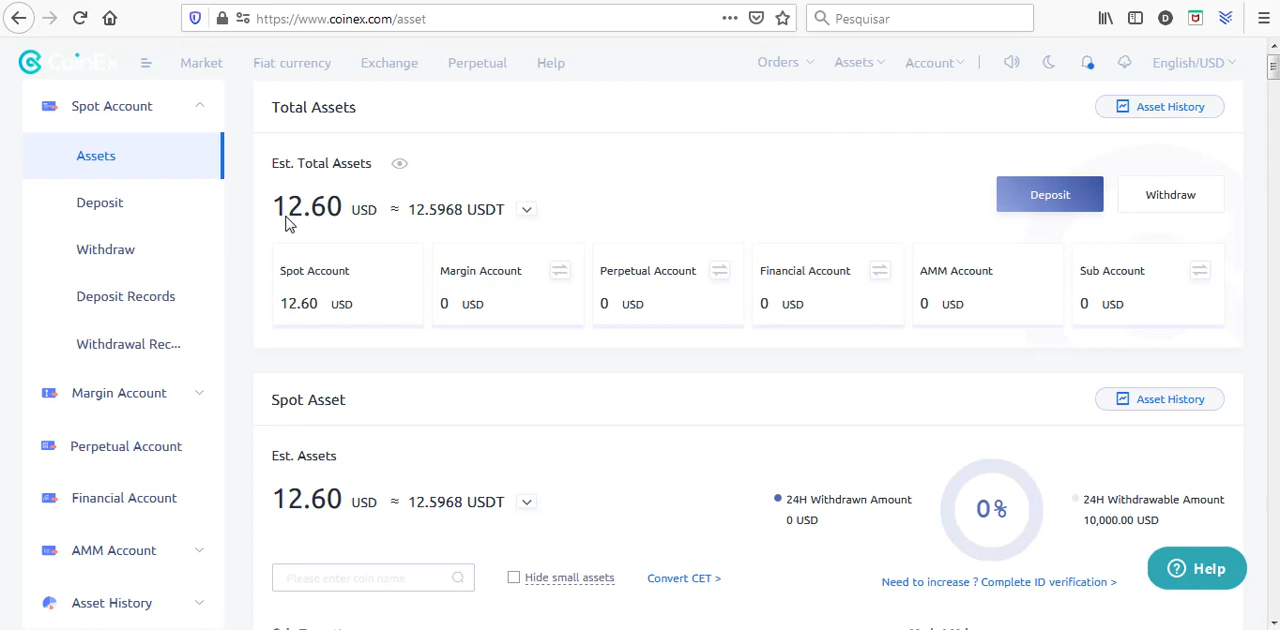 https://www.coinex.com/asset
Pesquisar
CoinEx
Market Fiat currency Exchange Perpetual Help Orders Assets Account English/USD
Spot Account
Assets
Deposit
Withdraw
Deposit Records
Withdrawal Rec...
Margin Account
Perpetual Account
Financial Account
AMM Account
Asset History
Total Assets
Asset History
Est. Total Assets
12.60 USD ≈ 12.5968 USDT
Deposit
Withdraw
Spot Account
12.60 USD
Margin Account
0 USD
Perpetual Account
0 USD
Financial Account
0 USD
AMM Account
0 USD
Sub Account
0 USD
Spot Asset
Asset History
Est. Assets
12.60 USD ≈ 12.5968 USDT
24H Withdrawn Amount
0 USD
0%
24H Withdrawable Amount
10,000.00 USD
Please enter coin name
Hide small assets
Convert CET >
Need to increase ? Complete ID verification >
Help